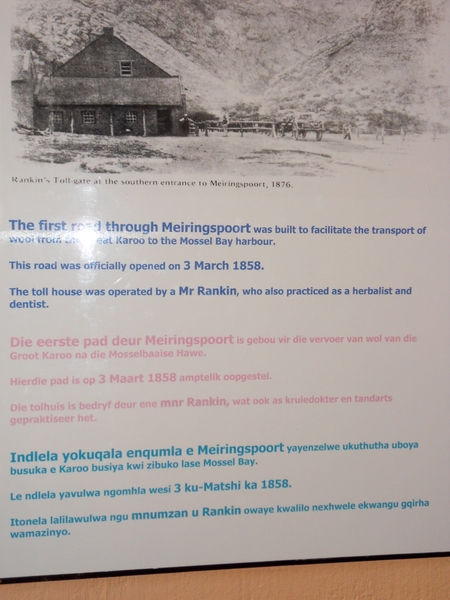 Rankin's Toll-gate at the southern entrance to Meiringspoort, 1876.
The first road through Meiringspoort was built to facilitate the transport of
wool from the Great Karoo to the Mossel Bay harbour.
This road was officially opened on 3 March 1858.
The toll house was operated by a Mr Rankin, who also practiced as a herbalist and
dentist.
Die eerste pad deur Meiringspoort is gebou vir die vervoer van wol van die
Groot Karoo na die Mosselbaaise Hawe.
Hierdie pad is op 3 Maart 1858 amptelik oopgestel.
Die tolhuis is bedryf deur ene mnr Rankin, wat ook as kruiedokter en tandarts
gepraktiseer het.
Indlela yokuqala enqumla e Meiringspoort yayenzelwe ukuthutha uboya
busuka e Karoo busiya kwi zibuko lase Mossel Bay.
Le ndlela yavulwa ngomhla wesi 3 ku-Matshi ka 1858.
Itonela lalilawulwa ngu mnumzan u Rankin owaye kwalilo nexhwele ekwangu gqirha
wamazinyo.